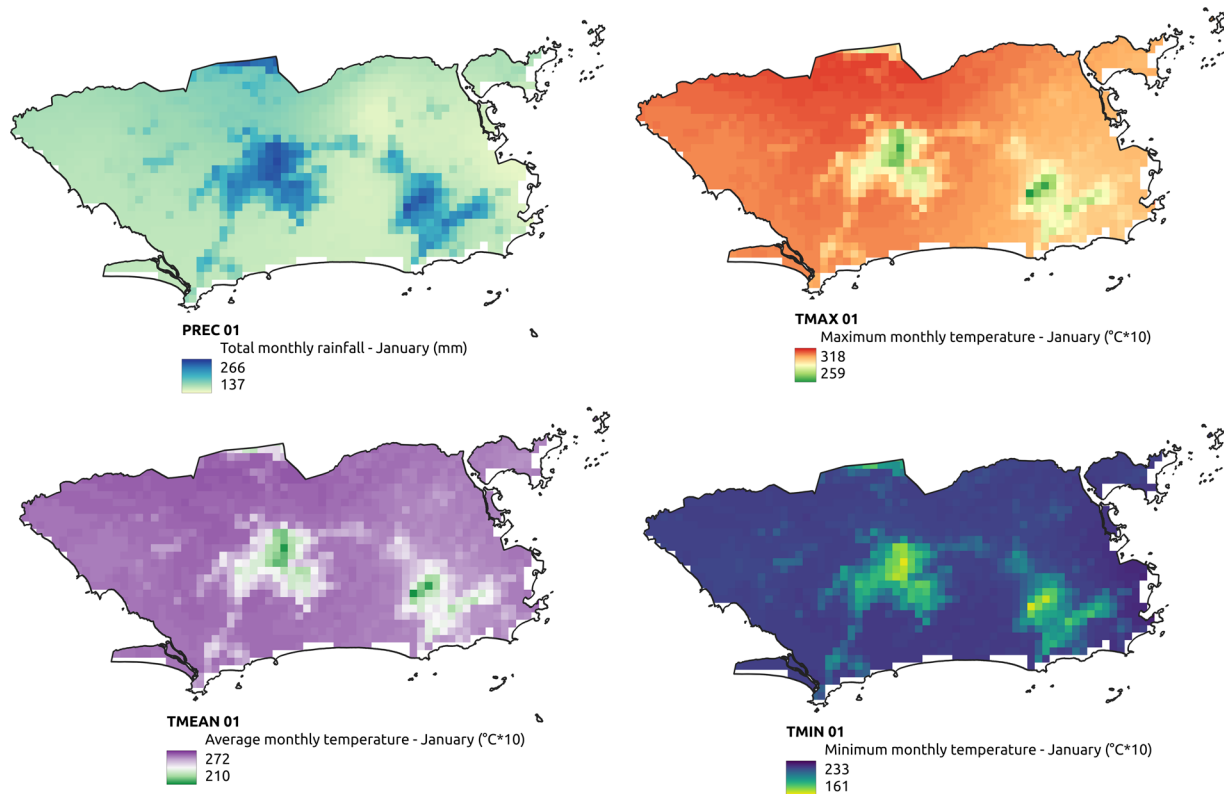 PREC 01
Total monthly rainfall - January (mm)
266
137
TMAX 01
Maximum monthly temperature - January (°C*10)
318
259
TMEAN 01
Average monthly temperature - January (°C*10)
272
210
TMIN 01
Minimum monthly temperature - January (°C*10)
233
161